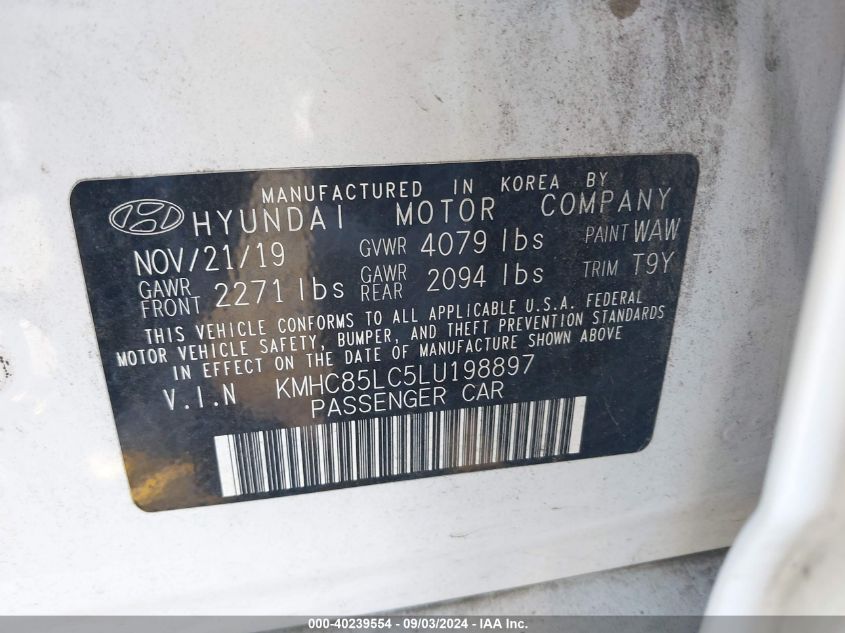 MANUFACTURED IN KOREA BY
HYUNDAI MOTOR COMPANY
NOV/21/19 GVWR 4079 lbs PAINT WAW
GAWR FRONT 2271 lbs GAWR REAR 2094 lbs TRIM T9Y
THIS VEHICLE CONFORMS TO ALL APPLICABLE U.S.A. FEDERAL
MOTOR VEHICLE SAFETY, BUMPER, AND THEFT PREVENTION STANDARDS
IN EFFECT ON THE DATE OF MANUFACTURE SHOWN ABOVE
V.I.N KMHC85LC5LU198897
PASSENGER CAR
000-40239554 - 09/03/2024 - IAA Inc.